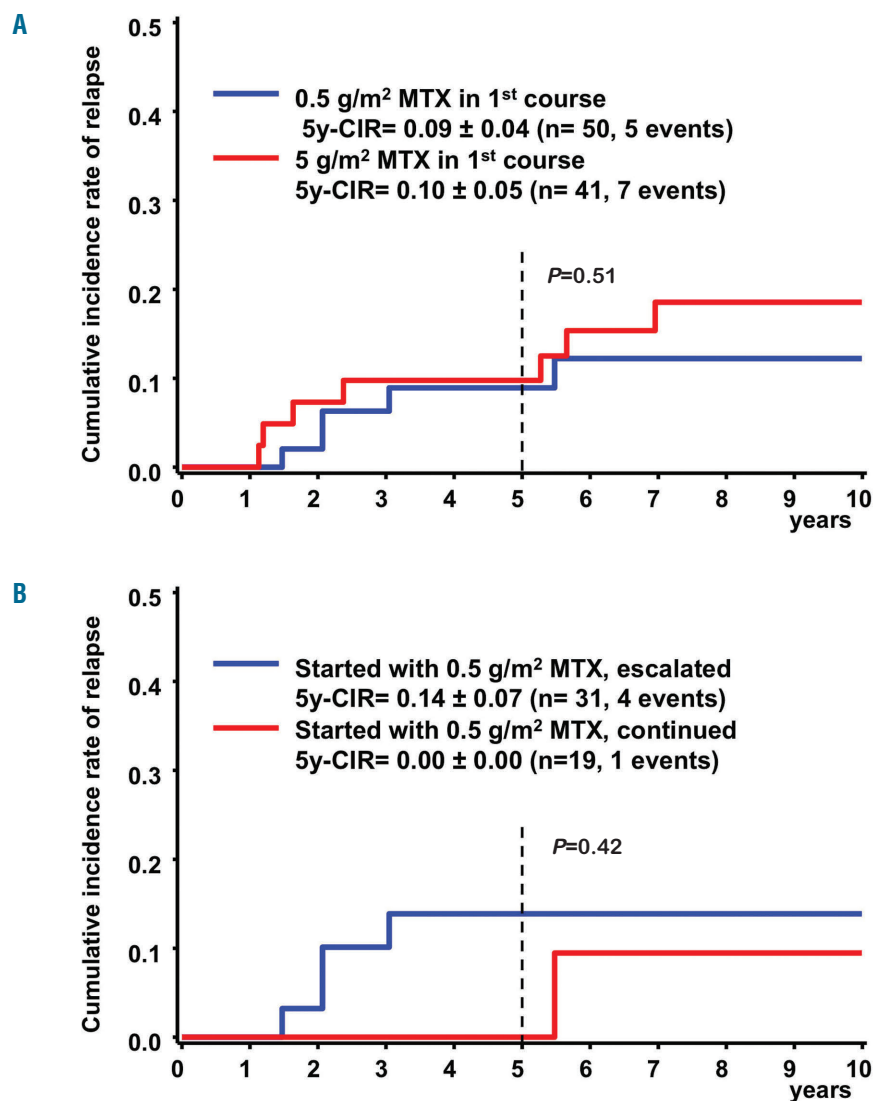 A
Cumulative incidence rate of relapse
0.5
0.4
0.3
0.2
0.1
0.0
0.5 g/m² MTX in 1st course
5y-CIR= 0.09 ± 0.04 (n= 50, 5 events)
5 g/m² MTX in 1st course
5y-CIR= 0.10 ± 0.05 (n= 41, 7 events)
P=0.51
0 1 2 3 4 5 6 7 8 9 10
years
B
Cumulative incidence rate of relapse
0.5
0.4
0.3
0.2
0.1
0.0
Started with 0.5 g/m² MTX, escalated
5y-CIR= 0.14 ± 0.07 (n= 31, 4 events)
Started with 0.5 g/m² MTX, continued
5y-CIR= 0.00 ± 0.00 (n=19, 1 events)
P=0.42
0 1 2 3 4 5 6 7 8 9 10
years